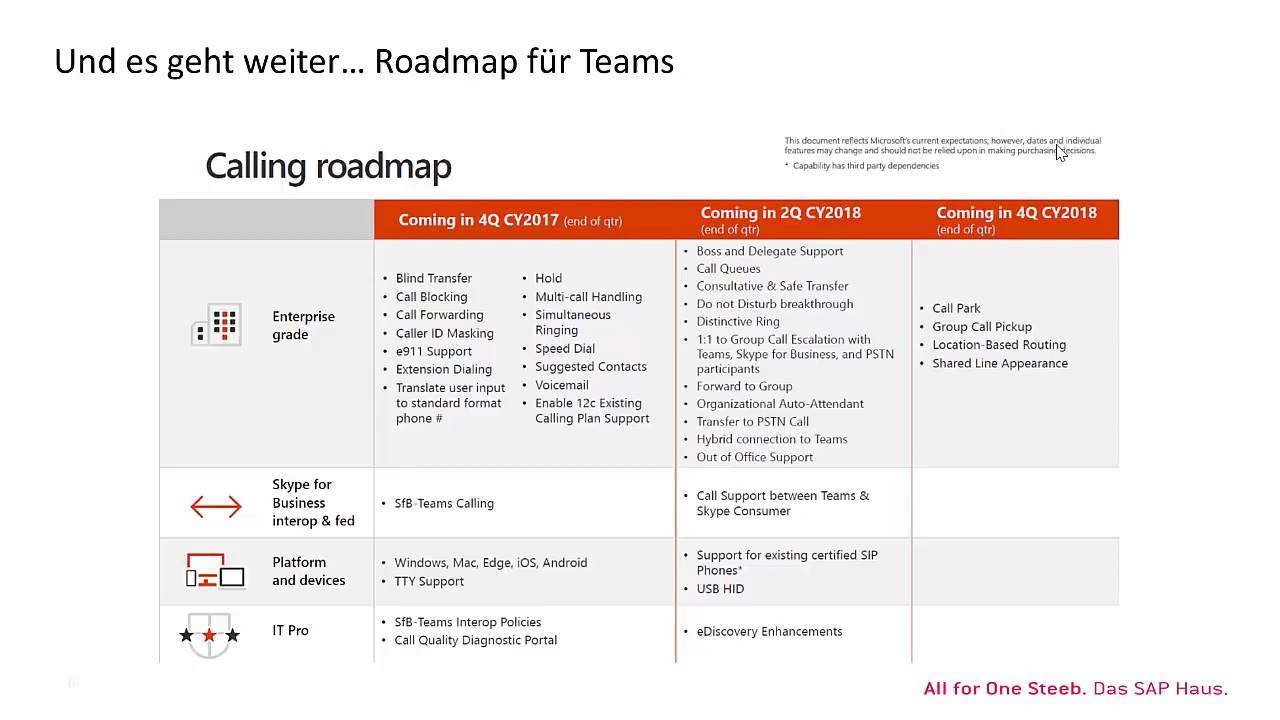 Und es geht weiter… Roadmap für Teams
This document reflects Microsoft's current expectations; however, dates and individual
features may change and should not be relied upon in making purchasing decisions.
* Capability has third party dependencies
Calling roadmap
Coming in 4Q CY2017 (end of qtr)
Coming in 2Q CY2018
(end of qtr)
Coming in 4Q CY2018
(end of qtr)
Enterprise
grade
• Blind Transfer
• Call Blocking
• Call Forwarding
• Caller ID Masking
• e911 Support
• Extension Dialing
• Translate user input
to standard format
phone #
• Hold
• Multi-call Handling
• Simultaneous
Ringing
• Speed Dial
• Suggested Contacts
• Voicemail
• Enable 12c Existing
Calling Plan Support
• Boss and Delegate Support
• Call Queues
• Consultative & Safe Transfer
• Do not Disturb breakthrough
• Distinctive Ring
• 1:1 to Group Call Escalation with
Teams, Skype for Business, and PSTN
participants
• Forward to Group
• Organizational Auto-Attendant
• Transfer to PSTN Call
• Hybrid connection to Teams
• Out of Office Support
• Call Park
• Group Call Pickup
• Location-Based Routing
• Shared Line Appearance
Skype for
Business
interop & fed
• SfB-Teams Calling
• Call Support between Teams &
Skype Consumer
Platform
and devices
• Windows, Mac, Edge, iOS, Android
• TTY Support
• Support for existing certified SIP
Phones*
• USB HID
IT Pro
• SfB-Teams Interop Policies
• Call Quality Diagnostic Portal
• eDiscovery Enhancements
All for One Steeb. Das SAP Haus.